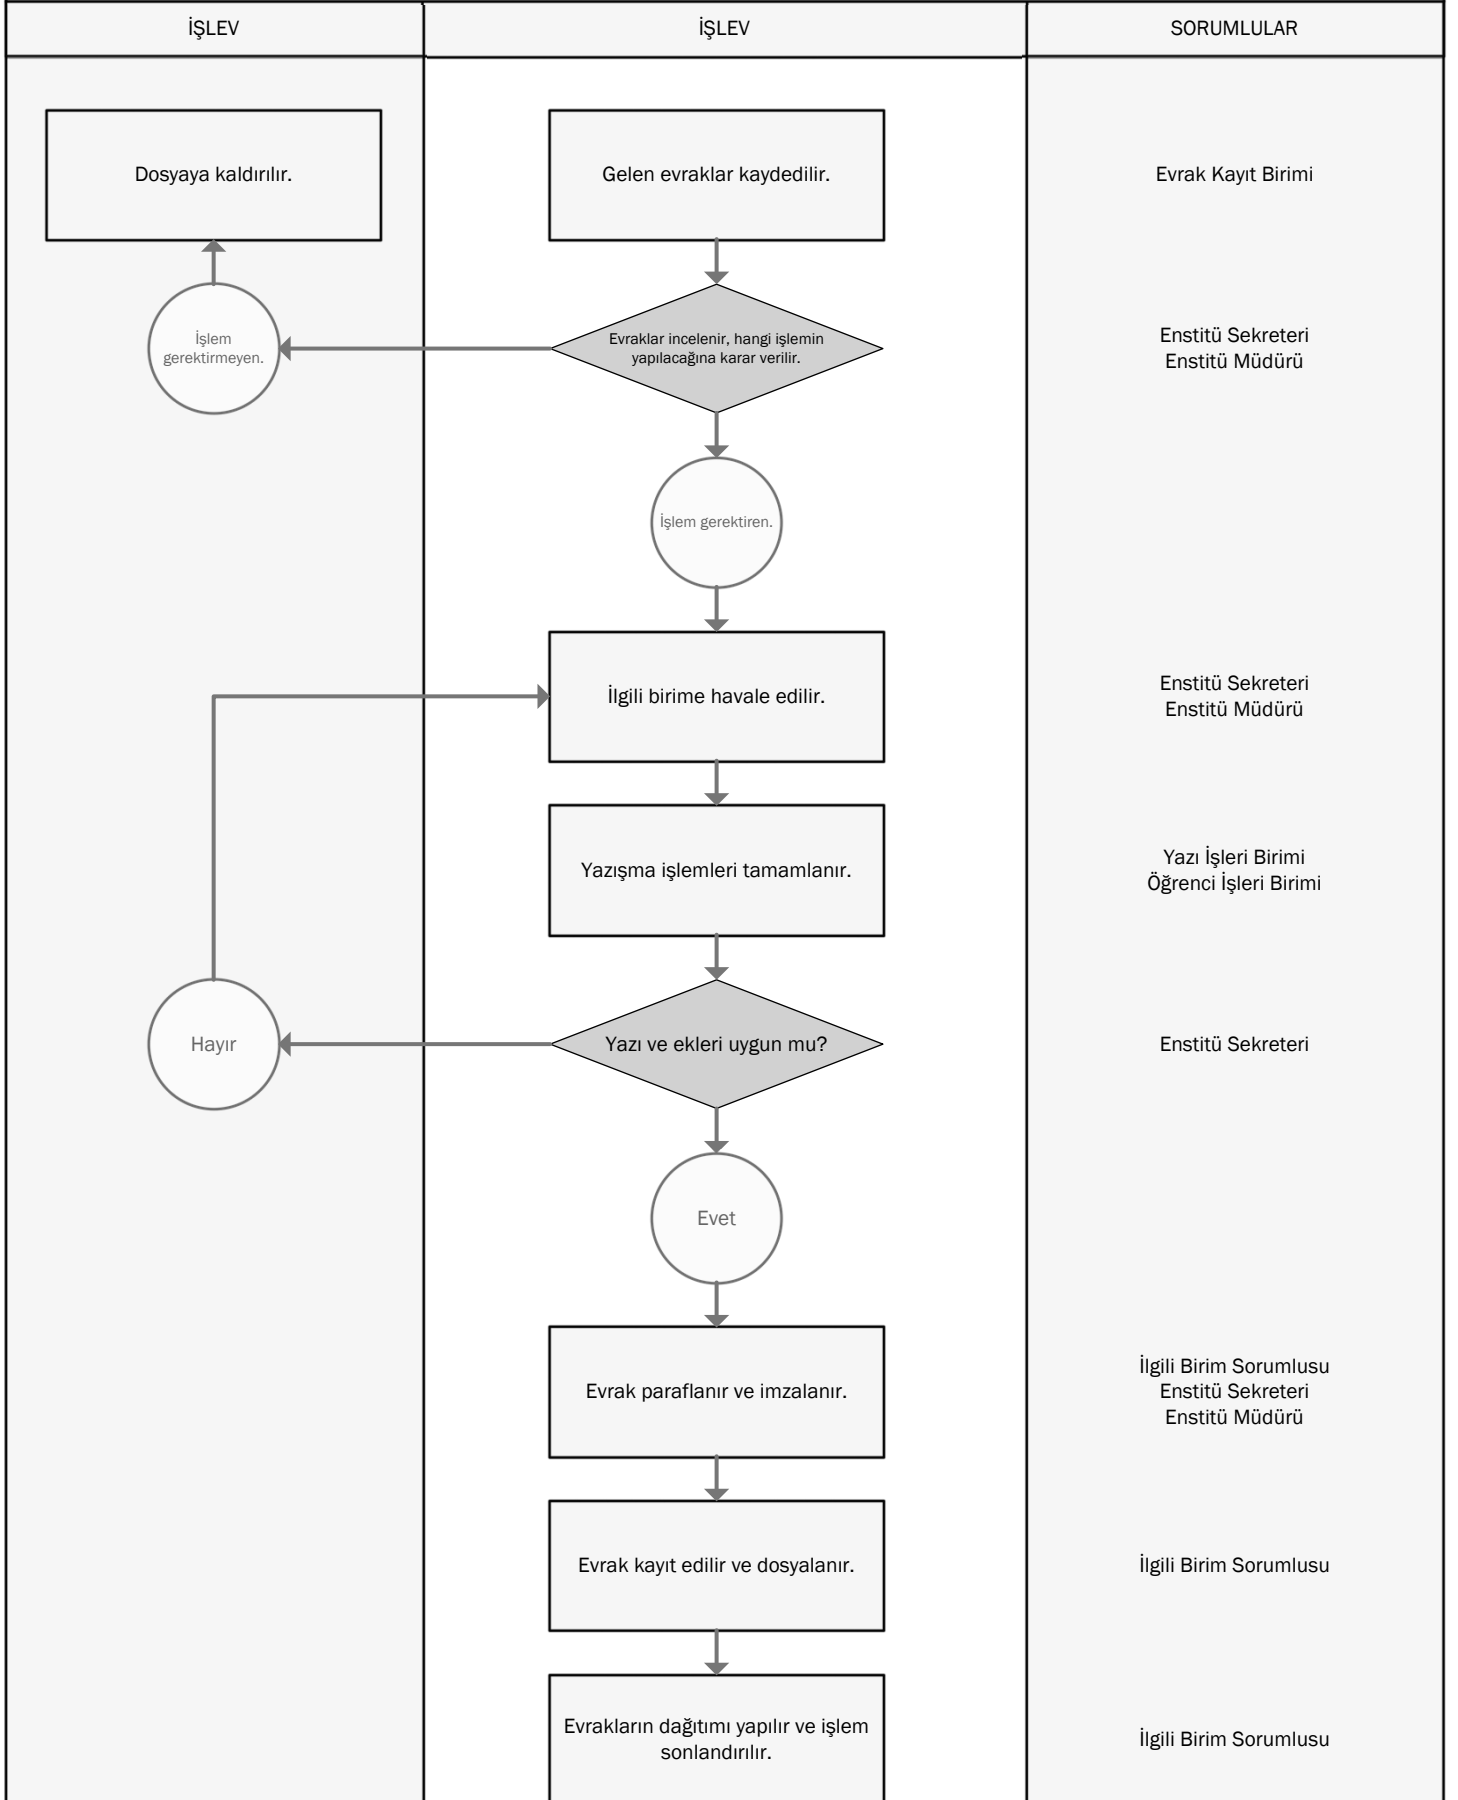 İŞLEV
İŞLEV
SORUMLULAR
Dosyaya kaldırılır.
Gelen evraklar kaydedilir.
Evrak Kayıt Birimi
İşlem
gerektirmeyen.
Evraklar incelenir, hangi işlemin
yapılacağına karar verilir.
Enstitü Sekreteri
Enstitü Müdürü
İşlem gerektiren.
İlgili birime havale edilir.
Enstitü Sekreteri
Enstitü Müdürü
Yazışma işlemleri tamamlanır.
Yazı İşleri Birimi
Öğrenci İşleri Birimi
Hayır
Yazı ve ekleri uygun mu?
Enstitü Sekreteri
Evet
Evrak paraflanır ve imzalanır.
İlgili Birim Sorumlusu
Enstitü Sekreteri
Enstitü Müdürü
Evrak kayıt edilir ve dosyalanır.
İlgili Birim Sorumlusu
Evrakların dağıtımı yapılır ve işlem
sonlandırılır.
İlgili Birim Sorumlusu